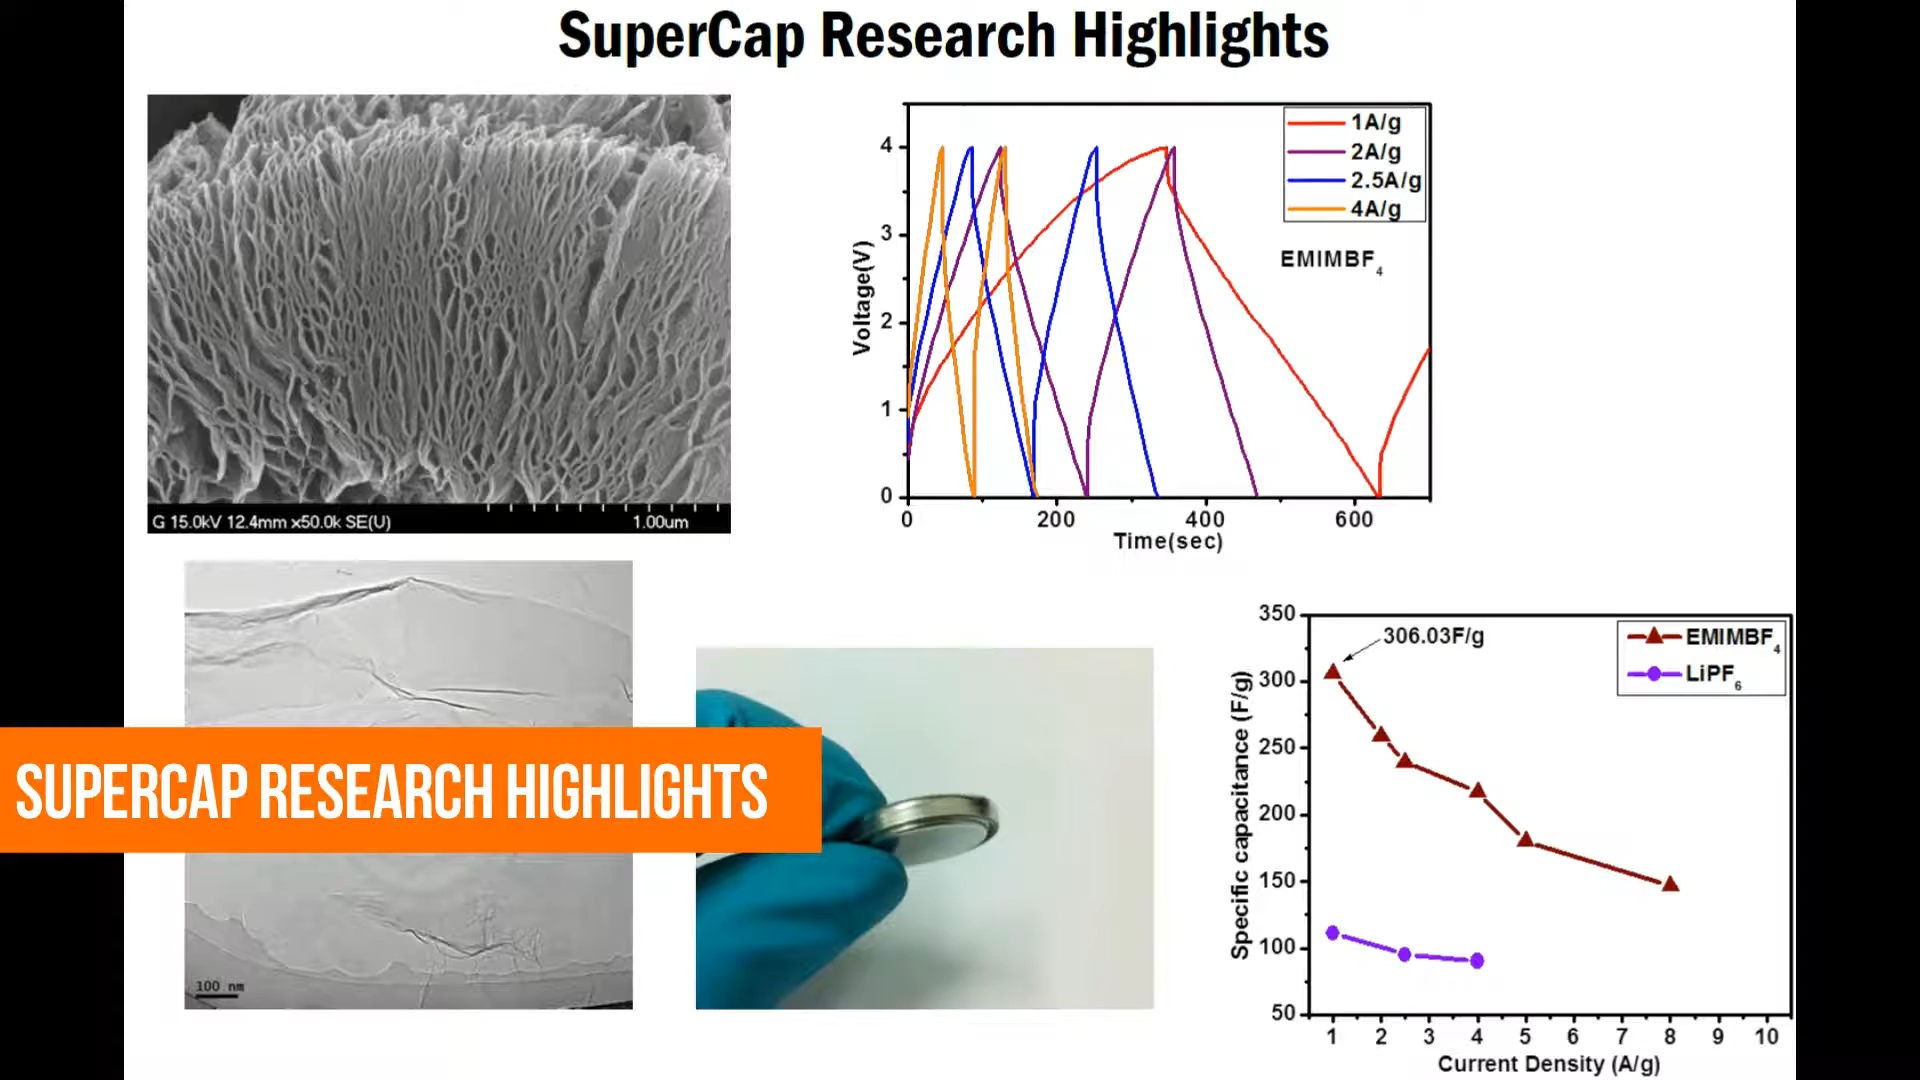 SuperCap Research Highlights
G 15.0kV 12.4mm x50.0k SE(U) 1.00um
4
3
2
1
0
Voltage(V)
0 200 400 600
Time(sec)
1A/g
2A/g
2.5A/g
4A/g
EMIMBF4
100 nm
SUPERCAP RESEARCH HIGHLIGHTS
350
300
250
200
150
100
50
Specific capacitance (F/g)
306.03F/g
EMIMBF4
LiPF6
1 2 3 4 5 6 7 8 9 10
Current Density (A/g)